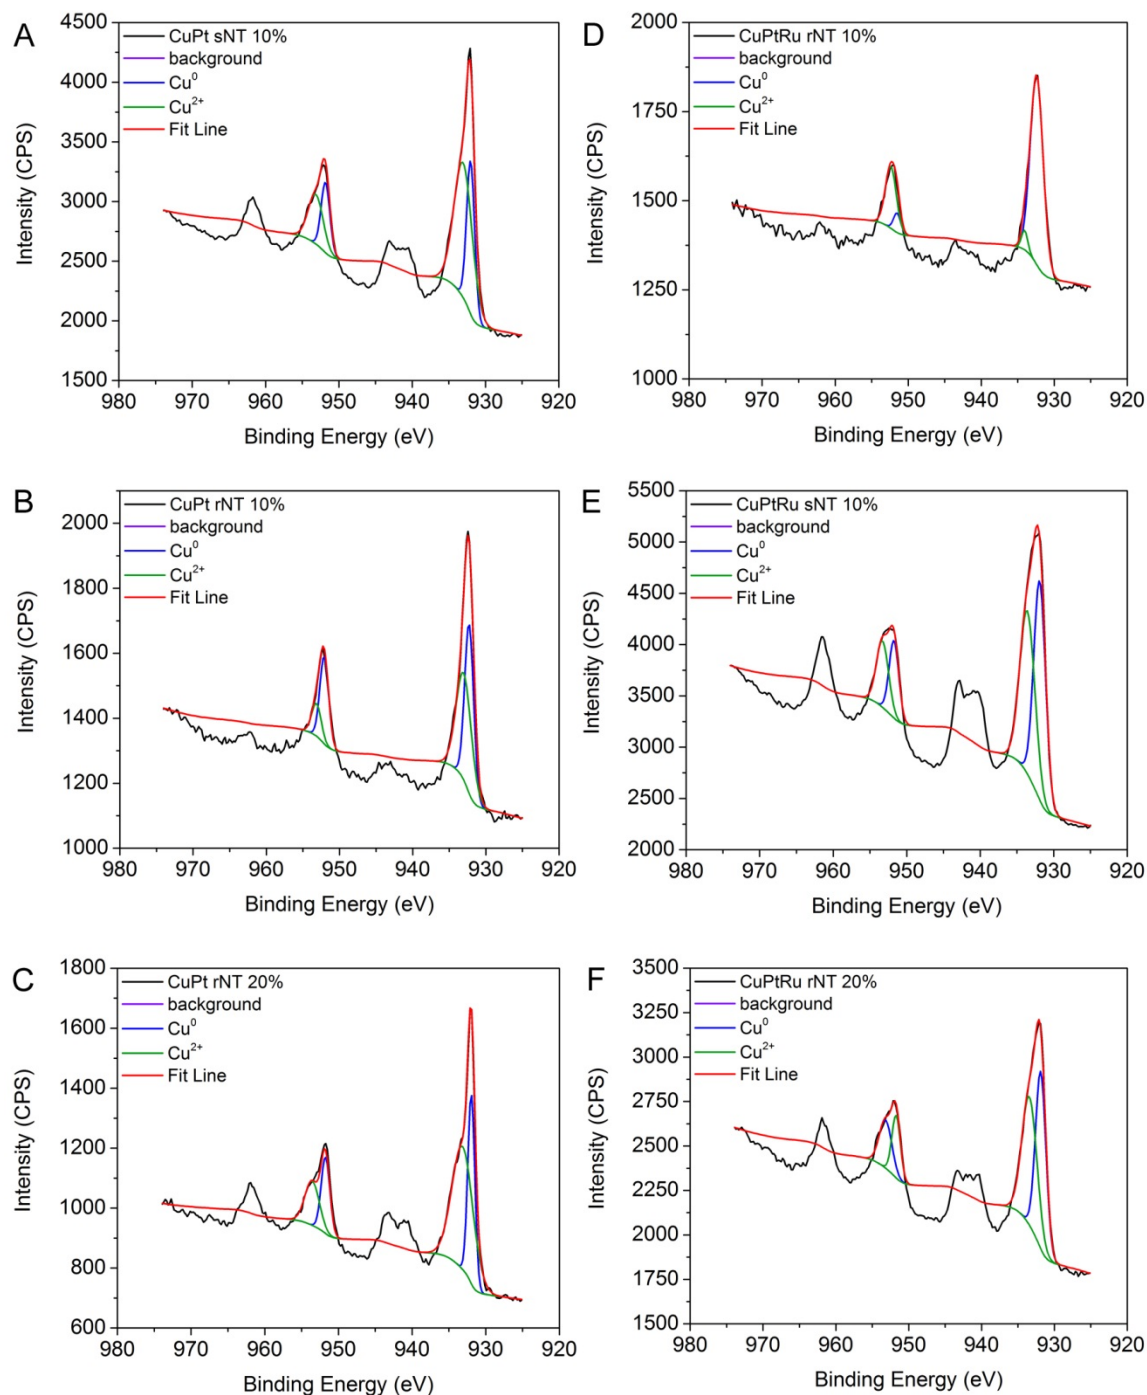 A
4500
4000
3500
3000
2500
2000
1500
CuPt sNT 10%
background
Cu⁰
Cu²⁺
Fit Line
Intensity (CPS)
980 970 960 950 940 930 920
Binding Energy (eV)
D
2000
1750
1500
1250
1000
CuPtRu rNT 10%
background
Cu⁰
Cu²⁺
Fit Line
Intensity (CPS)
980 970 960 950 940 930 920
Binding Energy (eV)
B
2000
1800
1600
1400
1200
1000
CuPt rNT 10%
background
Cu⁰
Cu²⁺
Fit Line
Intensity (CPS)
980 970 960 950 940 930 920
Binding Energy (eV)
E
5500
5000
4500
4000
3500
3000
2500
2000
CuPtRu sNT 10%
background
Cu⁰
Cu²⁺
Fit Line
Intensity (CPS)
980 970 960 950 940 930 920
Binding Energy (eV)
C
1800
1600
1400
1200
1000
800
600
CuPt rNT 20%
background
Cu⁰
Cu²⁺
Fit Line
Intensity (CPS)
980 970 960 950 940 930 920
Binding Energy (eV)
F
3500
3250
3000
2750
2500
2250
2000
1750
1500
CuPtRu rNT 20%
background
Cu⁰
Cu²⁺
Fit Line
Intensity (CPS)
980 970 960 950 940 930 920
Binding Energy (eV)